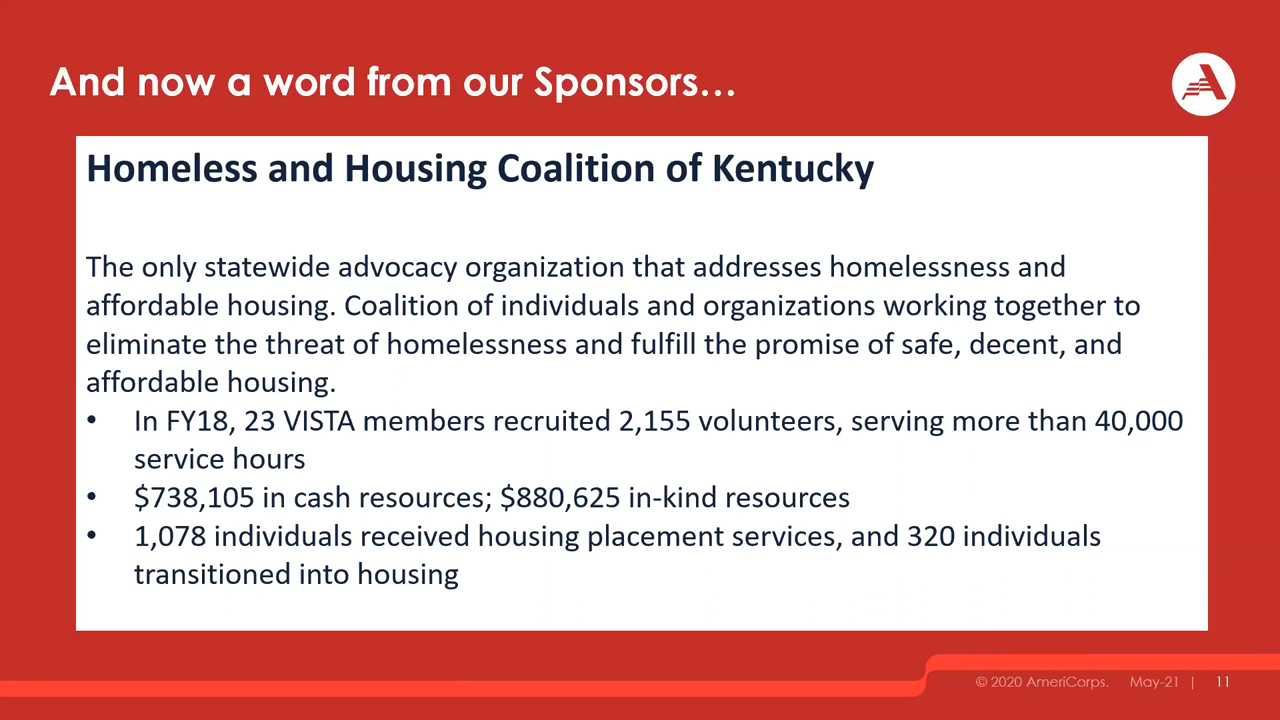 And now a word from our Sponsors…
Homeless and Housing Coalition of Kentucky
The only statewide advocacy organization that addresses homelessness and
affordable housing. Coalition of individuals and organizations working together to
eliminate the threat of homelessness and fulfill the promise of safe, decent, and
affordable housing.
• In FY18, 23 VISTA members recruited 2,155 volunteers, serving more than 40,000
service hours
• $738,105 in cash resources; $880,625 in-kind resources
• 1,078 individuals received housing placement services, and 320 individuals
transitioned into housing
© 2020 AmeriCorps. May-21 | 11